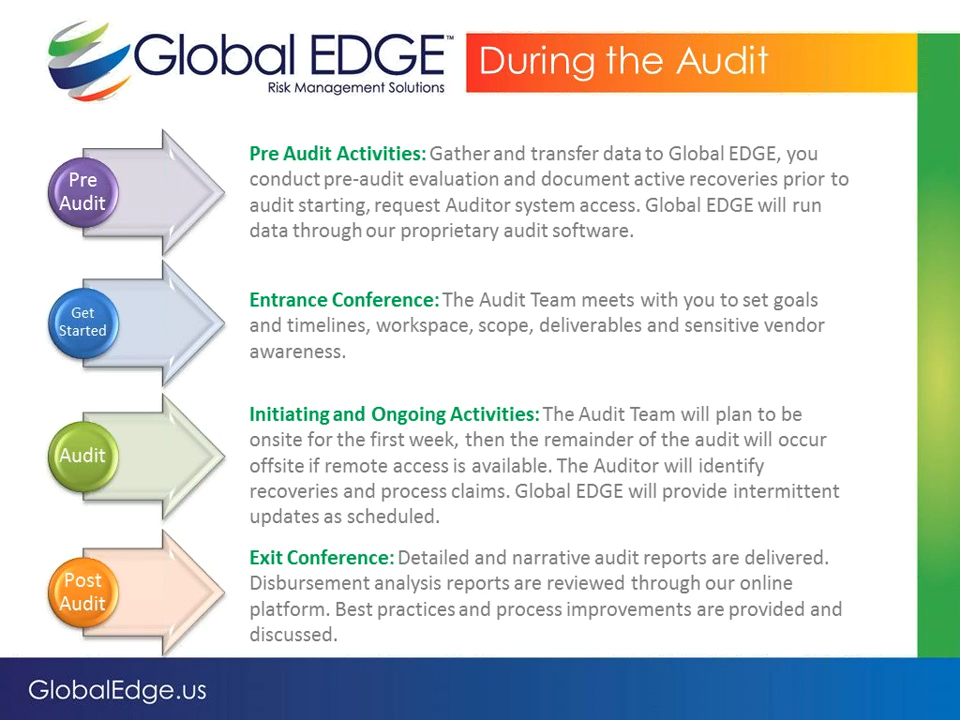 Global EDGE™
Risk Management Solutions
During the Audit
Pre
Audit
Pre Audit Activities: Gather and transfer data to Global EDGE, you
conduct pre-audit evaluation and document active recoveries prior to
audit starting, request Auditor system access. Global EDGE will run
data through our proprietary audit software.
Get
Started
Entrance Conference: The Audit Team meets with you to set goals
and timelines, workspace, scope, deliverables and sensitive vendor
awareness.
Audit
Initiating and Ongoing Activities: The Audit Team will plan to be
onsite for the first week, then the remainder of the audit will occur
offsite if remote access is available. The Auditor will identify
recoveries and process claims. Global EDGE will provide intermittent
updates as scheduled.
Post
Audit
Exit Conference: Detailed and narrative audit reports are delivered.
Disbursement analysis reports are reviewed through our online
platform. Best practices and process improvements are provided and
discussed.
GlobalEdge.us